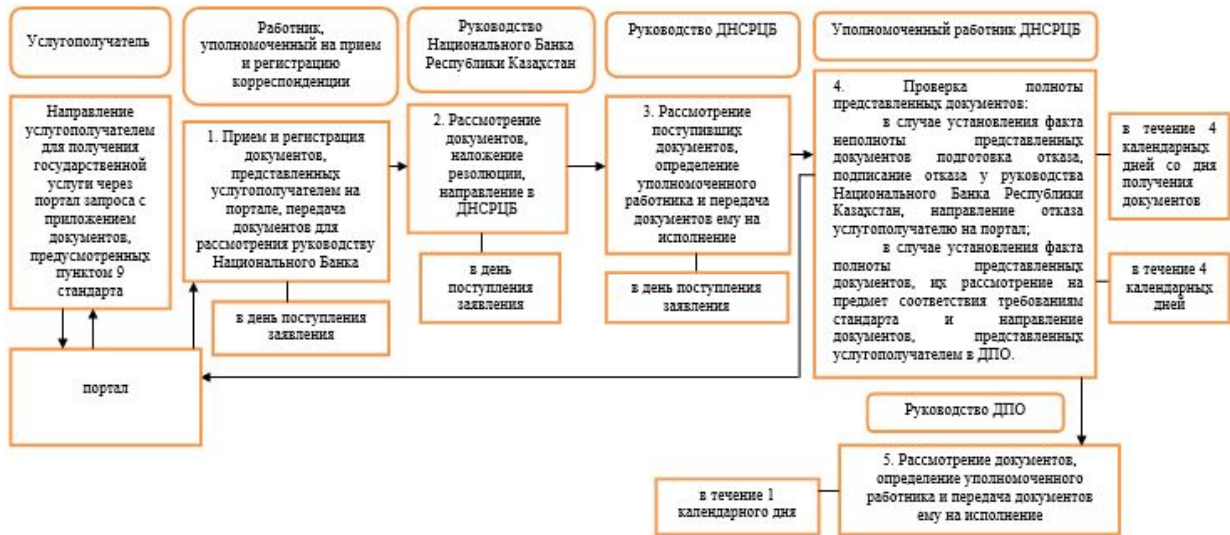 Услугополучатель
Работник,
уполномоченный на прием
и регистрацию
корреспонденции
Руководство
Национального Банка
Республики Казахстан
Руководство ДНСРЦБ
Уполномоченный работник ДНСРЦБ
Направление
услугополучателем
для получения
государственной
услуги через
портал запроса с
приложением
документов,
предусмотренных
пунктом 9
стандарта
1. Прием и регистрация
документов,
представленных
услугополучателем на
портале, передача
документов для
рассмотрения руководству
Национального Банка
2. Рассмотрение
документов,
наложение
резолюции,
направление в
ДНСРЦБ
3. Рассмотрение
поступивших
документов,
определение
уполномоченного
работника и передача
документов ему на
исполнение
4. Проверка полноты
представленных документов:
в случае установления факта
неполноты представленных
документов подготовка отказа,
подписание отказа у руководства
Национального Банка Республики
Казахстан, направление отказа
услугополучателю на портал;
в случае установления факта
полноты представленных
документов, их рассмотрение на
предмет соответствия требованиям
стандарта и направление
документов, представленных
услугополучателем в ДПО.
в течение 4
календарных
дней со дня
получения
документов
в течение 4
календарных
дней
в день поступления
заявления
в день
поступления
заявления
в день поступления
заявления
портал
Руководство ДПО
5. Рассмотрение документов,
определение уполномоченного
работника и передача документов
ему на исполнение
в течение 1
календарного дня